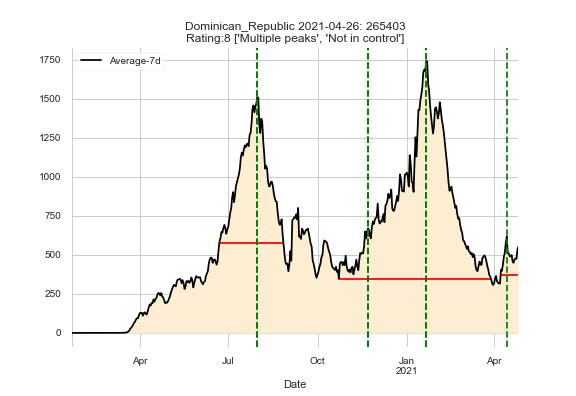 Dominican_Republic 2021-04-26: 265403
Rating:8 ['Multiple peaks', 'Not in control']
Average-7d
1750
1500
1250
1000
750
500
250
0
Apr
Jul
Oct
Jan
2021
Apr
Date